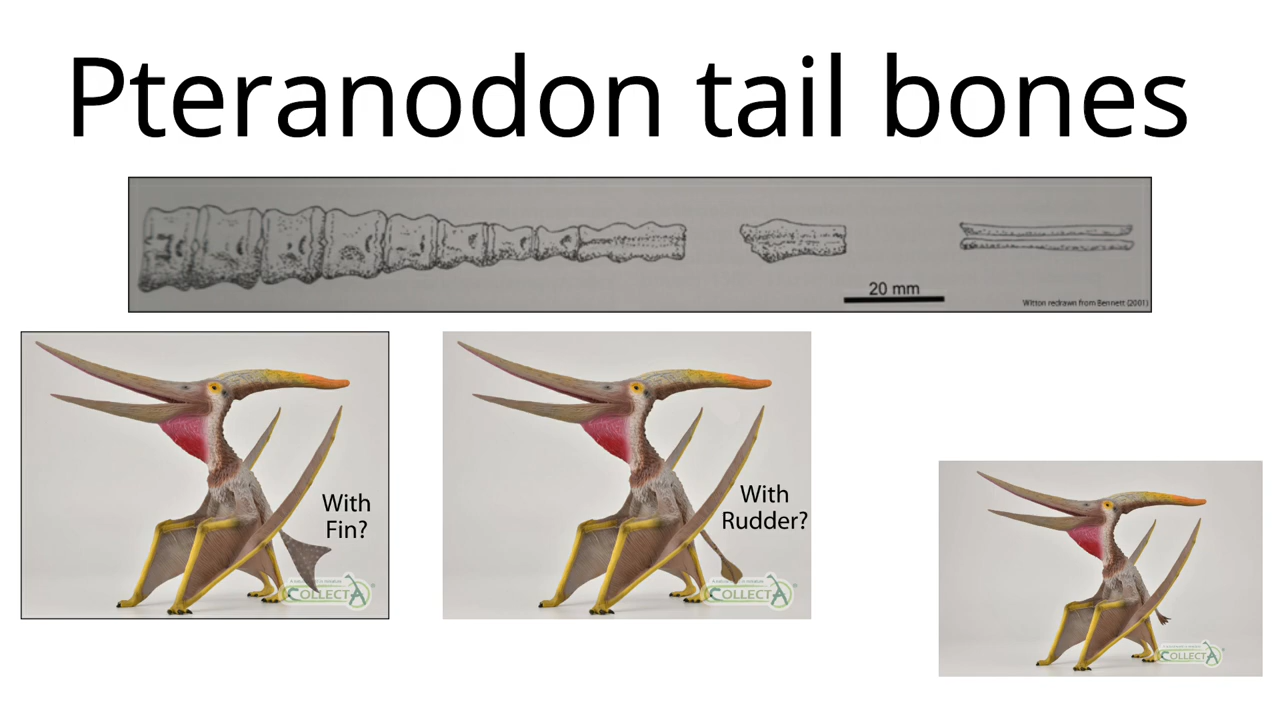 Pteranodon tail bones
20 mm
Witton redrawn from Bennett (2001)
With
Fin?
COLLECTA
With
Rudder?
COLLECTA
COLLECTA